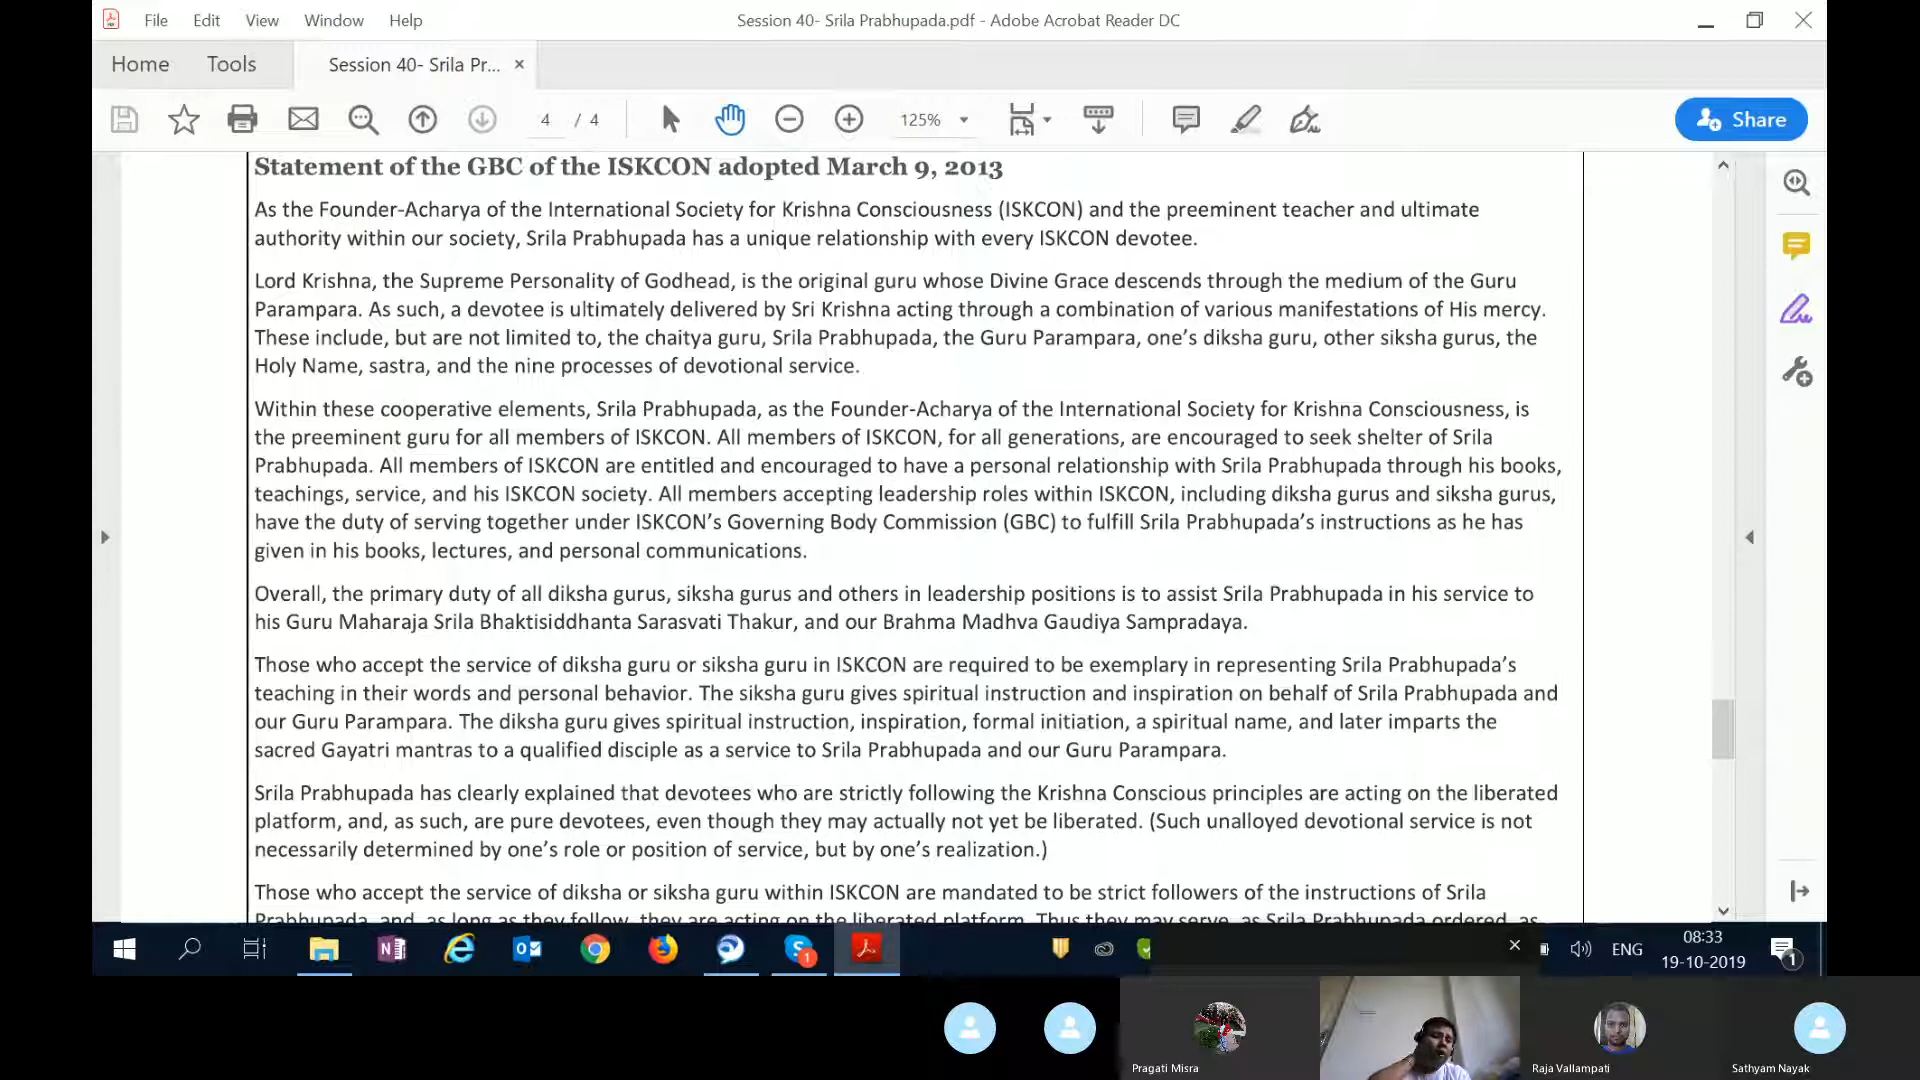 File Edit View Window Help
Session 40- Srila Prabhupada.pdf - Adobe Acrobat Reader DC
Home Tools Session 40- Srila Pr... ×
4 / 4 125% Share
Statement of the GBC of the ISKCON adopted March 9, 2013
As the Founder-Acharya of the International Society for Krishna Consciousness (ISKCON) and the preeminent teacher and ultimate
authority within our society, Srila Prabhupada has a unique relationship with every ISKCON devotee.
Lord Krishna, the Supreme Personality of Godhead, is the original guru whose Divine Grace descends through the medium of the Guru
Parampara. As such, a devotee is ultimately delivered by Sri Krishna acting through a combination of various manifestations of His mercy.
These include, but are not limited to, the chaitya guru, Srila Prabhupada, the Guru Parampara, one’s diksha guru, other siksha gurus, the
Holy Name, sastra, and the nine processes of devotional service.
Within these cooperative elements, Srila Prabhupada, as the Founder-Acharya of the International Society for Krishna Consciousness, is
the preeminent guru for all members of ISKCON. All members of ISKCON, for all generations, are encouraged to seek shelter of Srila
Prabhupada. All members of ISKCON are entitled and encouraged to have a personal relationship with Srila Prabhupada through his books,
teachings, service, and his ISKCON society. All members accepting leadership roles within ISKCON, including diksha gurus and siksha gurus,
have the duty of serving together under ISKCON’s Governing Body Commission (GBC) to fulfill Srila Prabhupada’s instructions as he has
given in his books, lectures, and personal communications.
Overall, the primary duty of all diksha gurus, siksha gurus and others in leadership positions is to assist Srila Prabhupada in his service to
his Guru Maharaja Srila Bhaktisiddhanta Sarasvati Thakur, and our Brahma Madhva Gaudiya Sampradaya.
Those who accept the service of diksha guru or siksha guru in ISKCON are required to be exemplary in representing Srila Prabhupada’s
teaching in their words and personal behavior. The siksha guru gives spiritual instruction and inspiration on behalf of Srila Prabhupada and
our Guru Parampara. The diksha guru gives spiritual instruction, inspiration, formal initiation, a spiritual name, and later imparts the
sacred Gayatri mantras to a qualified disciple as a service to Srila Prabhupada and our Guru Parampara.
Srila Prabhupada has clearly explained that devotees who are strictly following the Krishna Conscious principles are acting on the liberated
platform, and, as such, are pure devotees, even though they may actually not yet be liberated. (Such unalloyed devotional service is not
necessarily determined by one’s role or position of service, but by one’s realization.)
Those who accept the service of diksha or siksha guru within ISKCON are mandated to be strict followers of the instructions of Srila
Prabhupada, and, as long as they follow, they are acting on the liberated platform. Thus they may serve, as Srila Prabhupada ordered, as
ENG
08:33
19-10-2019
Pragati Misra
Raja Vallampati
Sathyam Nayak